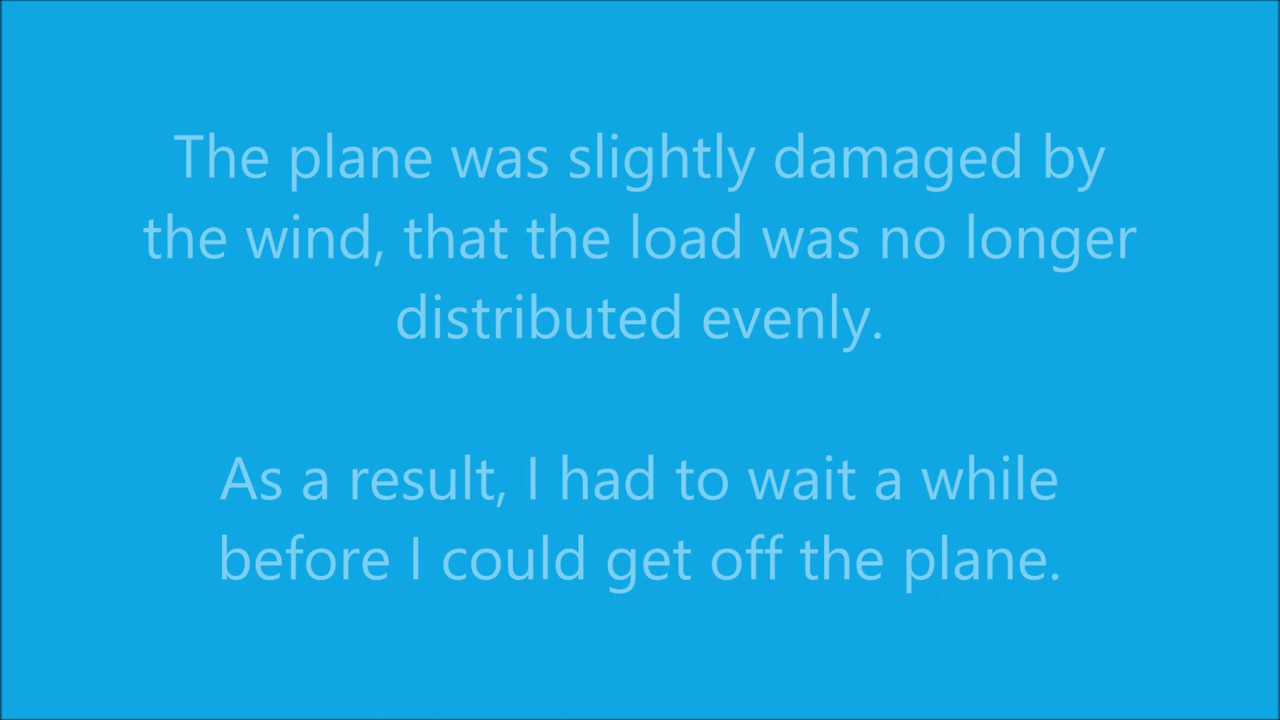 The plane was slightly damaged by
the wind, that the load was no longer
distributed evenly.
As a result, I had to wait a while
before I could get off the plane.